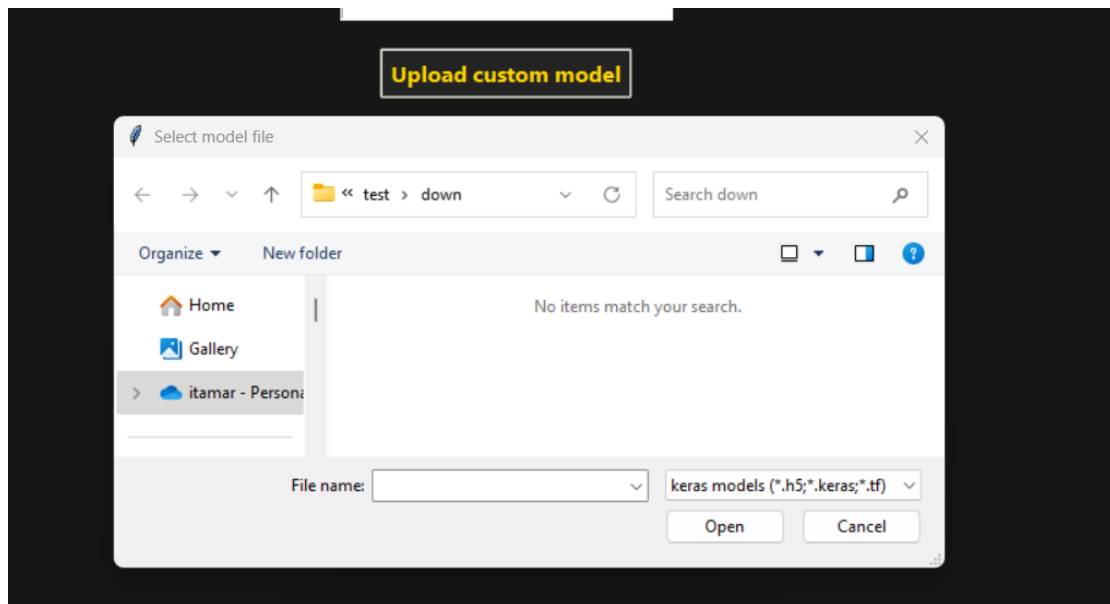 Upload custom model
Select model file
« test > down
Search down
Organize
New folder
?
Home
No items match your search.
Gallery
itamar - Persona
File name:
keras models (*.h5;*.keras;*.tf)
Open
Cancel